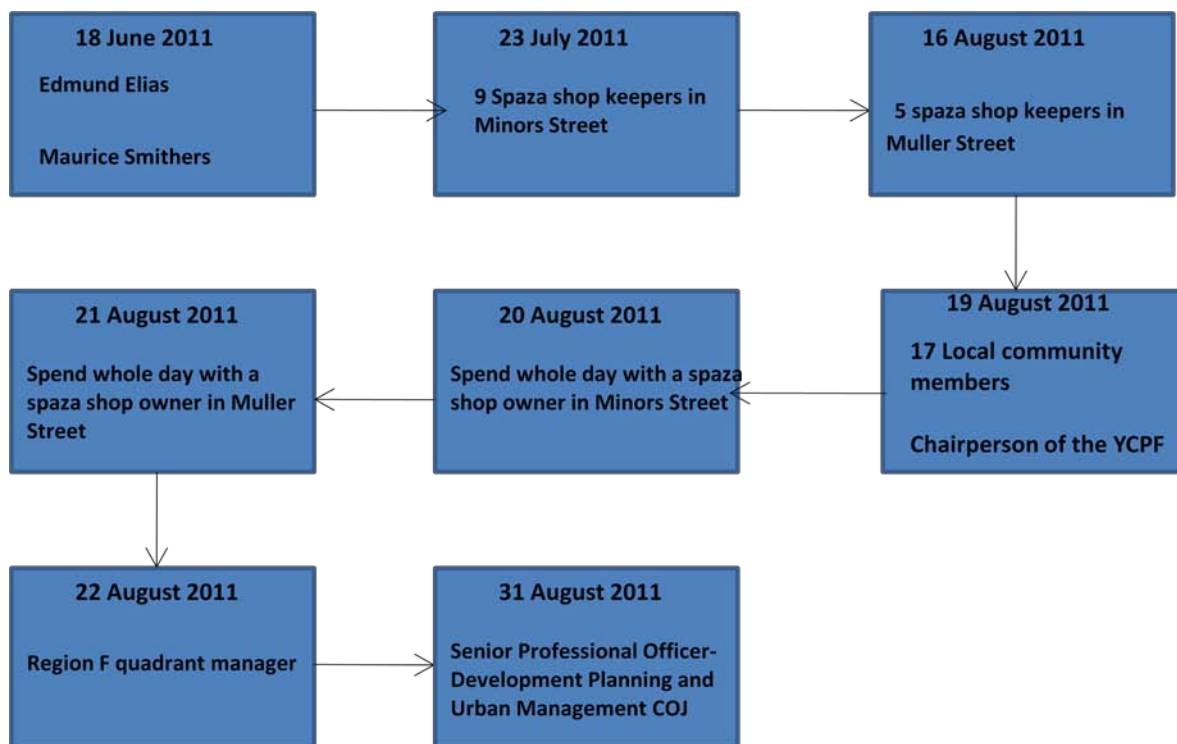 18 June 2011
Edmund Elias
Maurice Smithers
23 July 2011
9 Spaza shop keepers in
Minors Street
16 August 2011
5 spaza shop keepers in
Muller Street
19 August 2011
17 Local community
members
Chairperson of the YCPF
20 August 2011
Spend whole day with a spaza
shop owner in Minors Street
21 August 2011
Spend whole day with a
spaza shop owner in Muller
Street
22 August 2011
Region F quadrant manager
31 August 2011
Senior Professional Officer-
Development Planning and
Urban Management COJ